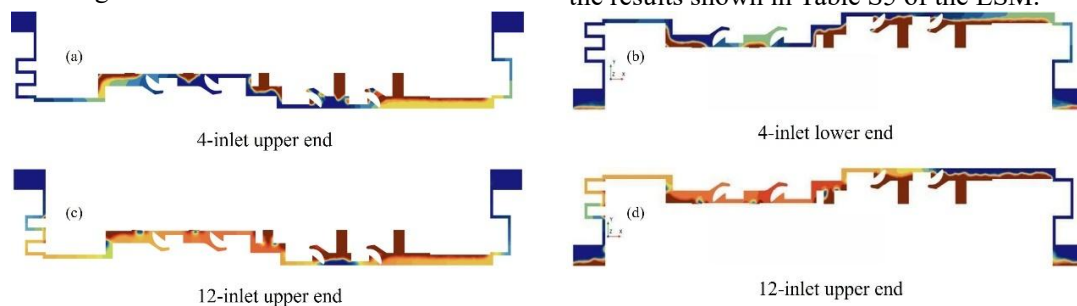 the results shown in Table S5 of the ESM.
(a)
4-inlet upper end
(b)
4-inlet lower end
(c)
12-inlet upper end
(d)
12-inlet upper end